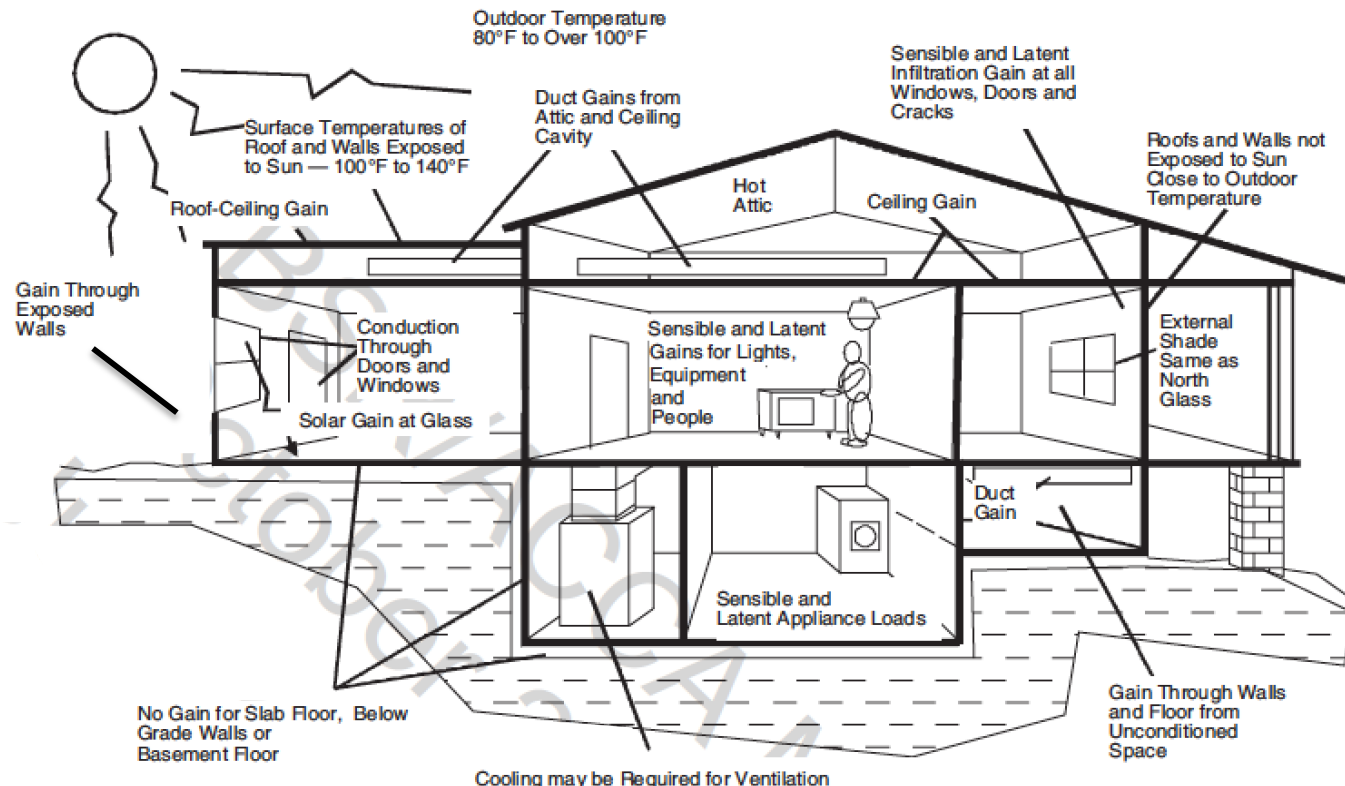 Outdoor Temperature
80°F to Over 100°F
Sensible and Latent
Infiltration Gain at all
Windows, Doors and
Cracks
Duct Gains from
Attic and Ceiling
Cavity
Surface Temperatures of
Roof and Walls Exposed
to Sun — 100°F to 140°F
Roofs and Walls not
Exposed to Sun
Close to Outdoor
Temperature
Hot
Attic
Ceiling Gain
Roof-Ceiling Gain
Gain Through
Exposed
Walls
Conduction
Through
Doors and
Windows
Solar Gain at Glass
Sensible and Latent
Gains for Lights,
Equipment
and
People
External
Shade
Same as
North
Glass
Duct
Gain
Sensible and
Latent Appliance Loads
No Gain for Slab Floor, Below
Grade Walls or
Basement Floor
Gain Through Walls
and Floor from
Unconditioned
Space
Cooling may be Required for Ventilation